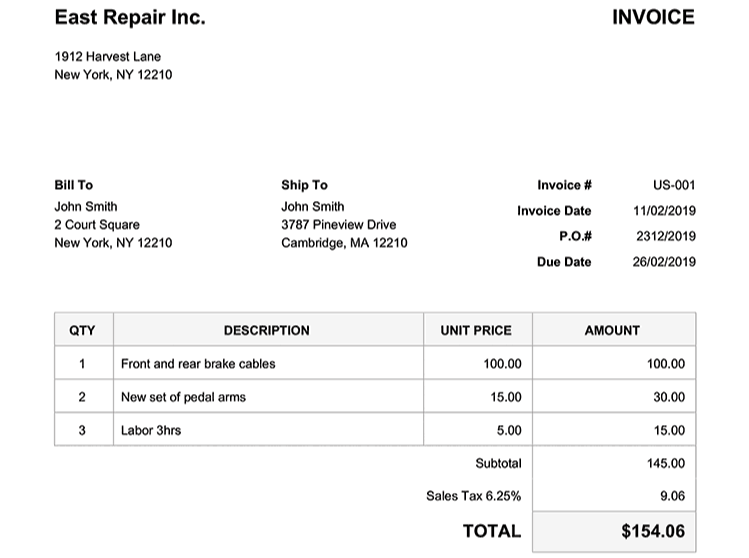 East Repair Inc. INVOICE
1912 Harvest Lane
New York, NY 12210
Bill To Ship To Invoice # US-001
John Smith John Smith Invoice Date 11/02/2019
2 Court Square 3787 Pineview Drive P.O.# 2312/2019
New York, NY 12210 Cambridge, MA 12210 Due Date 26/02/2019
QTY DESCRIPTION UNIT PRICE AMOUNT
1 Front and rear brake cables 100.00 100.00
2 New set of pedal arms 15.00 30.00
3 Labor 3hrs 5.00 15.00
Subtotal 145.00
Sales Tax 6.25% 9.06
TOTAL $154.06